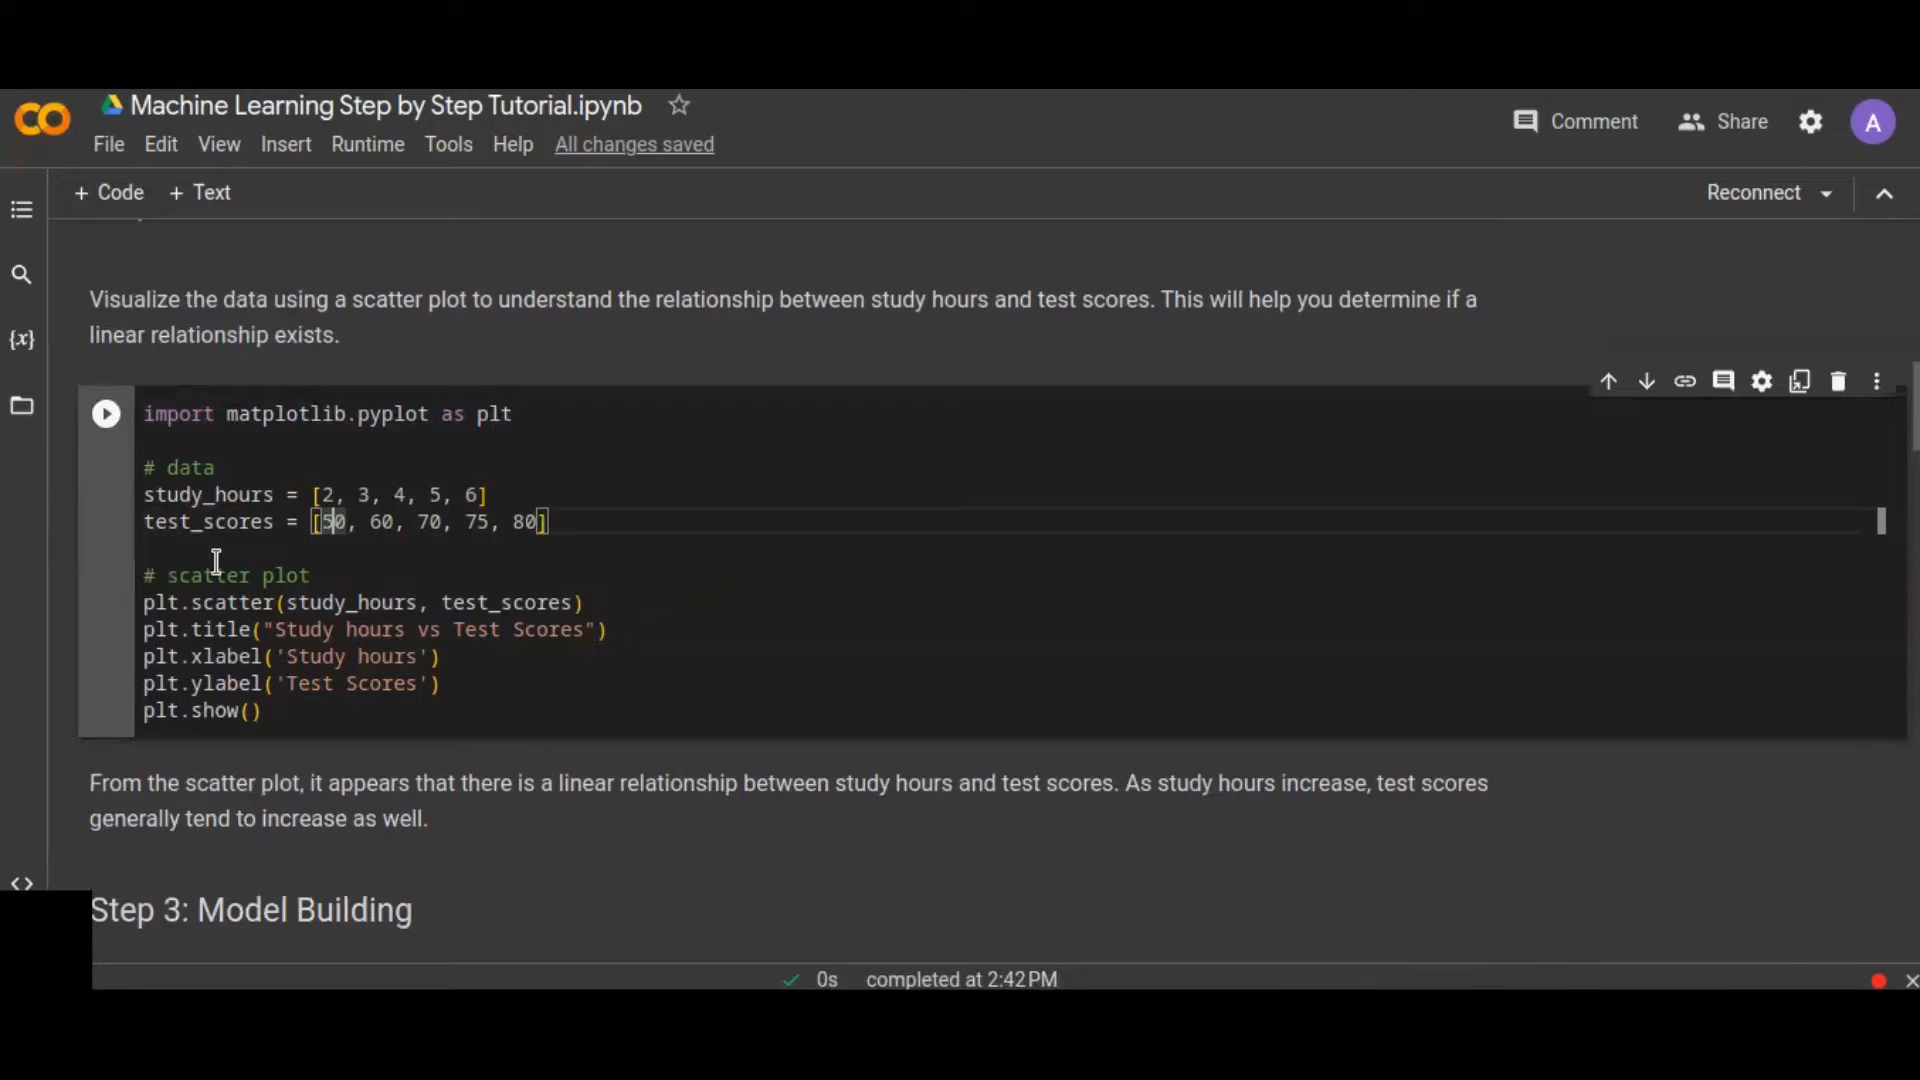 Machine Learning Step by Step Tutorial.ipynb
Comment
Share
A
File Edit View Insert Runtime Tools Help All changes saved
+ Code + Text
Reconnect
Visualize the data using a scatter plot to understand the relationship between study hours and test scores. This will help you determine if a
linear relationship exists.
{x}
import matplotlib.pyplot as plt
# data
study_hours = [2, 3, 4, 5, 6]
test_scores = [50, 60, 70, 75, 80]
# scatter plot
plt.scatter(study_hours, test_scores)
plt.title("Study hours vs Test Scores")
plt.xlabel('Study hours')
plt.ylabel('Test Scores')
plt.show()
From the scatter plot, it appears that there is a linear relationship between study hours and test scores. As study hours increase, test scores
generally tend to increase as well.
Step 3: Model Building
0s completed at 2:42 PM